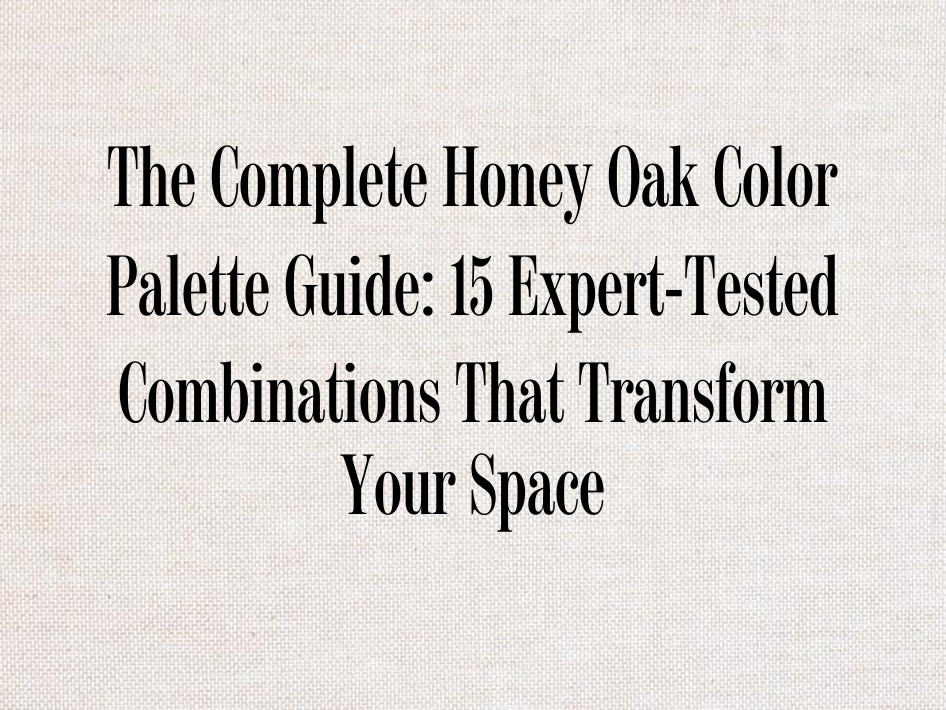 The Complete Honey Oak Color
Palette Guide: 15 Expert-Tested
Combinations That Transform
Your Space